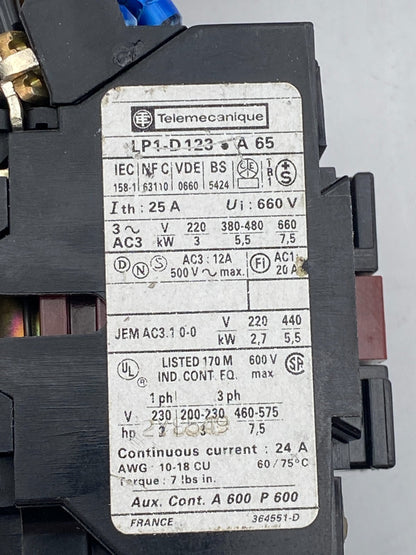 Telemecanique
LP1-D 123 • A 65
IEC NFC VDE BS
158-1 63110 0660 5424
Ith : 25 A Ui : 660 V
3 ~ V 220 380-480 660
AC3 kW 3 5,5 7,5
D N S AC3 : 12A FI AC1
500 V ~ max. 20 A
JEM AC3.1 0-0 V 220 440
kW 2,7 5,5
UL LISTED 170 M 600 V SA
IND. CONT. EQ. max
1 ph 3 ph
V 230 200-230 460-575
hp 2 3 7,5
Continuous current : 24 A
AWG : 10-18 CU 60/75°C
Torque : 7 lbs in.
Aux. Cont. A 600 P 600
FRANCE 364551-D